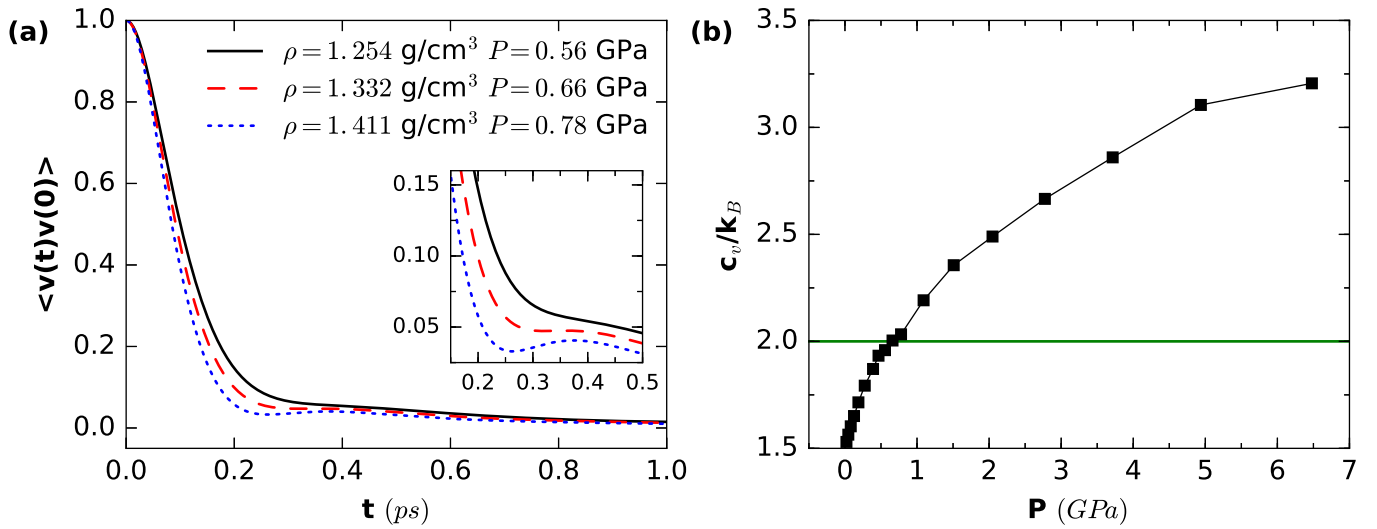 (a)
<v(t)v(0)>
1.0
0.8
0.6
0.4
0.2
0.0
ρ = 1.254 g/cm³ P = 0.56 GPa
ρ = 1.332 g/cm³ P = 0.66 GPa
ρ = 1.411 g/cm³ P = 0.78 GPa
0.15
0.10
0.05
0.2 0.3 0.4 0.5
0.0 0.2 0.4 0.6 0.8 1.0
t (ps)
(b)
c_v/k_B
3.5
3.0
2.5
2.0
1.5
0 1 2 3 4 5 6 7
P (GPa)